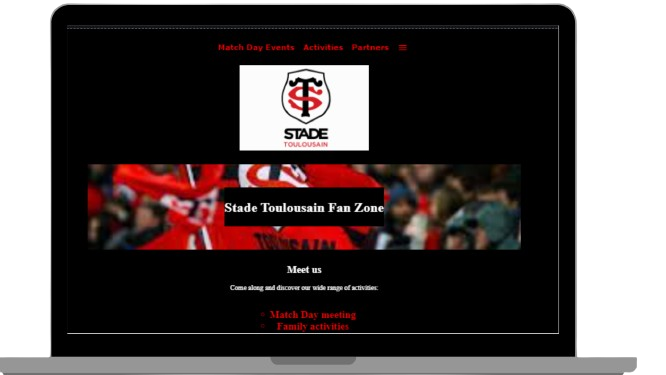 Match Day Events Activities Partners
STADE
TOULOUSAIN
Stade Toulousain Fan Zone
Meet us
Come along and discover our wide range of activities:
Match Day meeting
Family activities